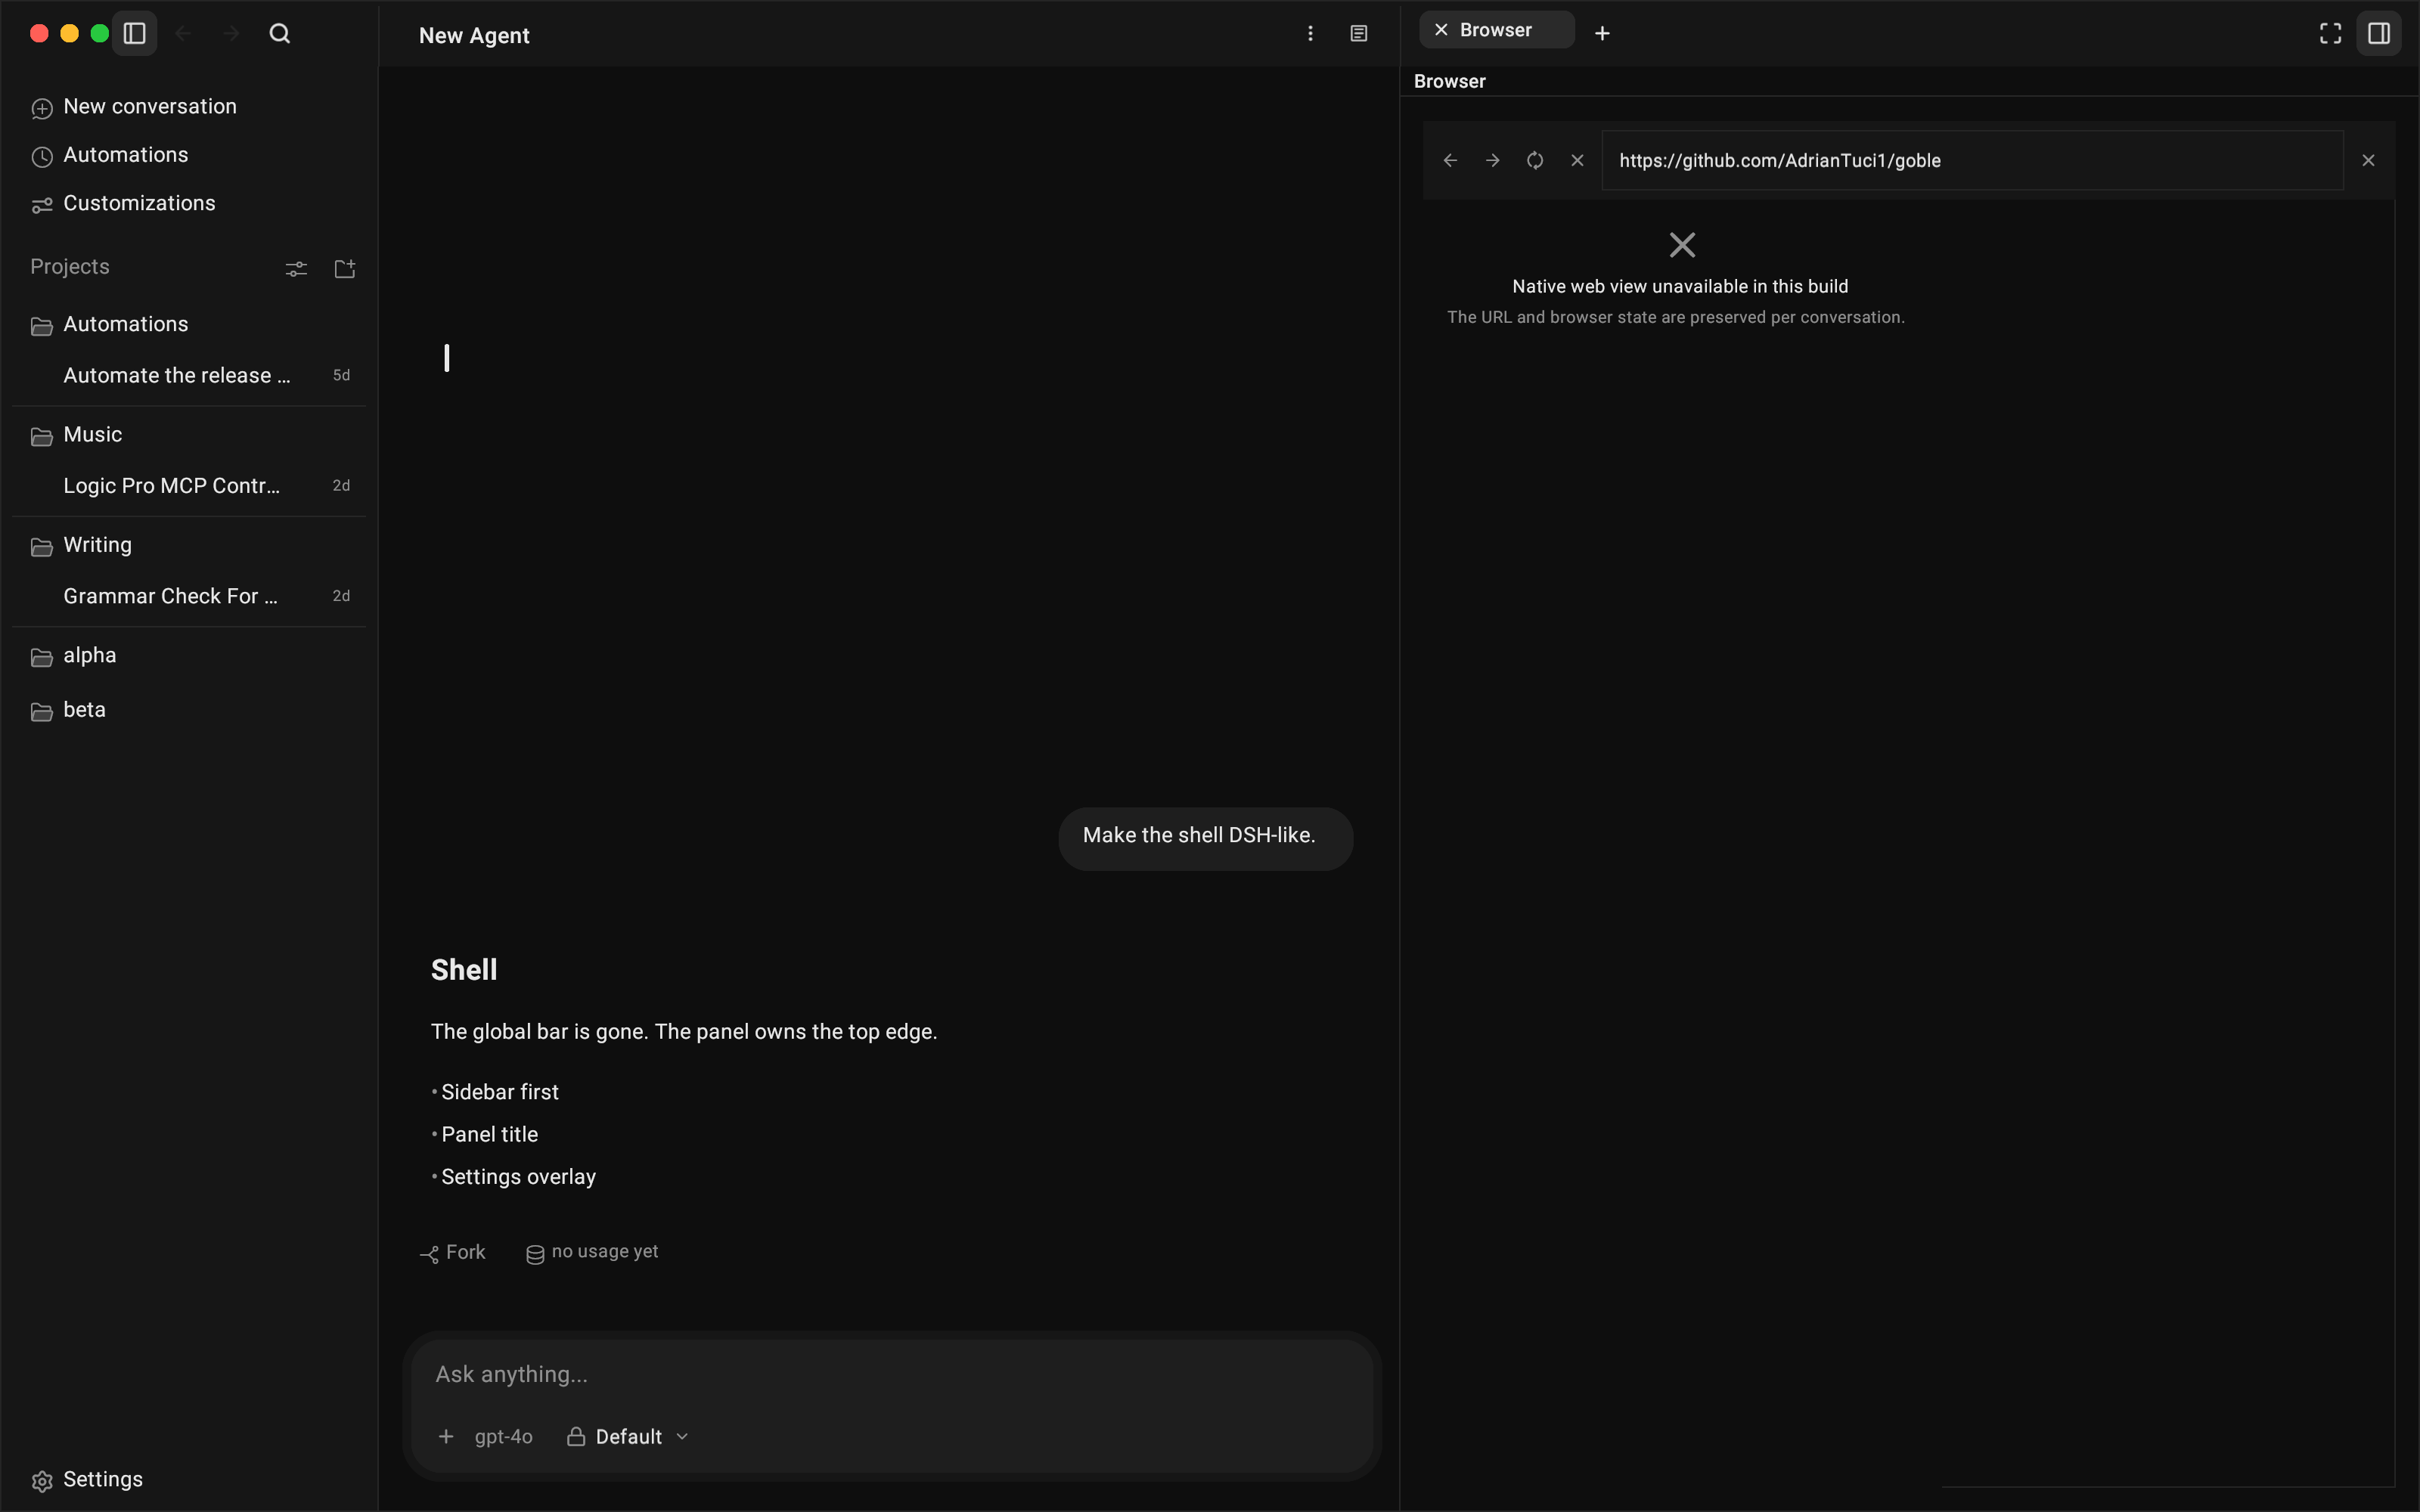 New conversation
Automations
Customizations
Projects
Automations
Automate the release ...
5d
Music
Logic Pro MCP Contr...
2d
Writing
Grammar Check For ...
2d
alpha
beta
Settings
New Agent
Make the shell DSH-like.
Shell
The global bar is gone. The panel owns the top edge.
• Sidebar first
• Panel title
• Settings overlay
Fork
no usage yet
Ask anything...
gpt-4o
Default
Browser
Browser
https://github.com/AdrianTuci1/goble
Native web view unavailable in this build
The URL and browser state are preserved per conversation.